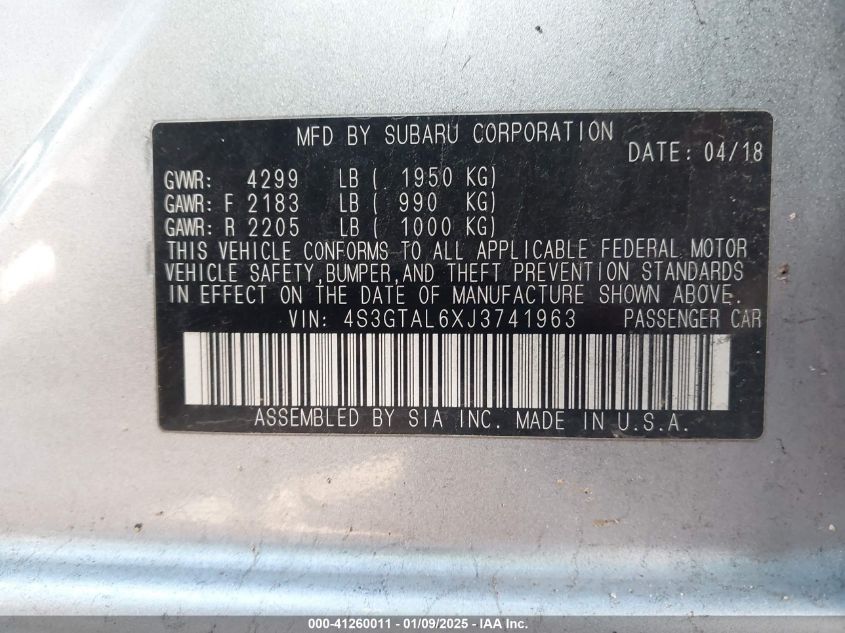 MFD BY SUBARU CORPORATION
DATE: 04/18
GVWR: 4299 LB ( 1950 KG)
GAWR: F 2183 LB ( 990 KG)
GAWR: R 2205 LB ( 1000 KG)
THIS VEHICLE CONFORMS TO ALL APPLICABLE FEDERAL MOTOR
VEHICLE SAFETY,BUMPER,AND THEFT PREVENTION STANDARDS
IN EFFECT ON THE DATE OF MANUFACTURE SHOWN ABOVE.
VIN: 4S3GTAL6XJ3741963 PASSENGER CAR
ASSEMBLED BY SIA INC. MADE IN U.S.A.
000-41260011 - 01/09/2025 - IAA Inc.